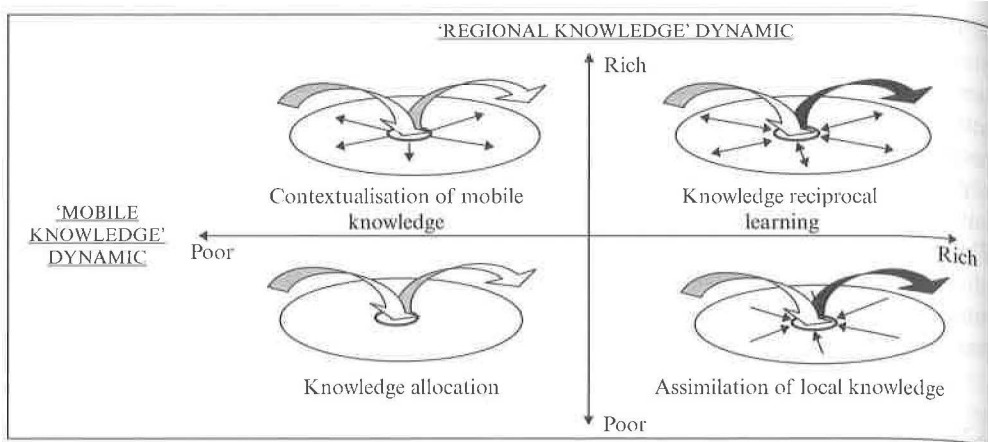 'REGIONAL KNOWLEDGE' DYNAMIC
Rich
Contextualisation of mobile
knowledge
Knowledge reciprocal
learning
'MOBILE
KNOWLEDGE'
DYNAMIC
Poor
Rich
Knowledge allocation
Assimilation of local knowledge
Poor